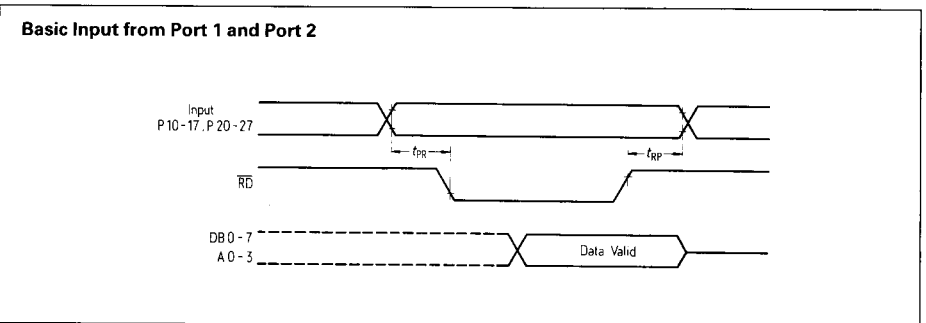 Basic Input from Port 1 and Port 2
Input
P10-17, P20-27
tPR
tRP
RD
DB0-7
A0-3
Data Valid